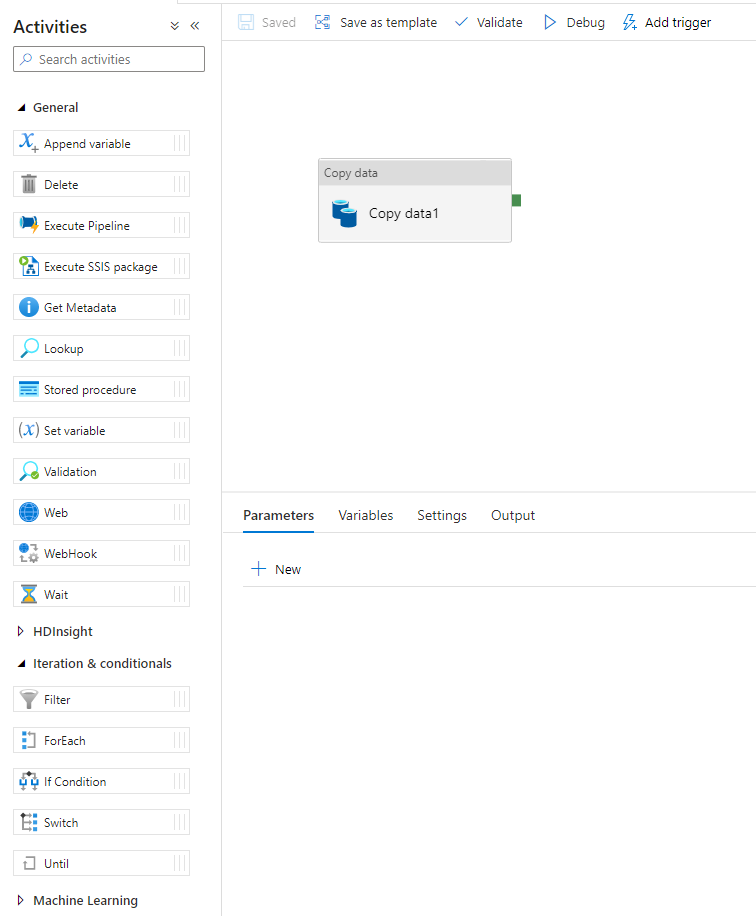 Activities
Search activities
General
Append variable
Delete
Execute Pipeline
Execute SSIS package
Get Metadata
Lookup
Stored procedure
(x) Set variable
Validation
Web
WebHook
Wait
HDInsight
Iteration & conditionals
Filter
ForEach
If Condition
Switch
Until
Machine Learning
Saved Save as template Validate Debug Add trigger
Copy data
Copy data1
Parameters Variables Settings Output
New